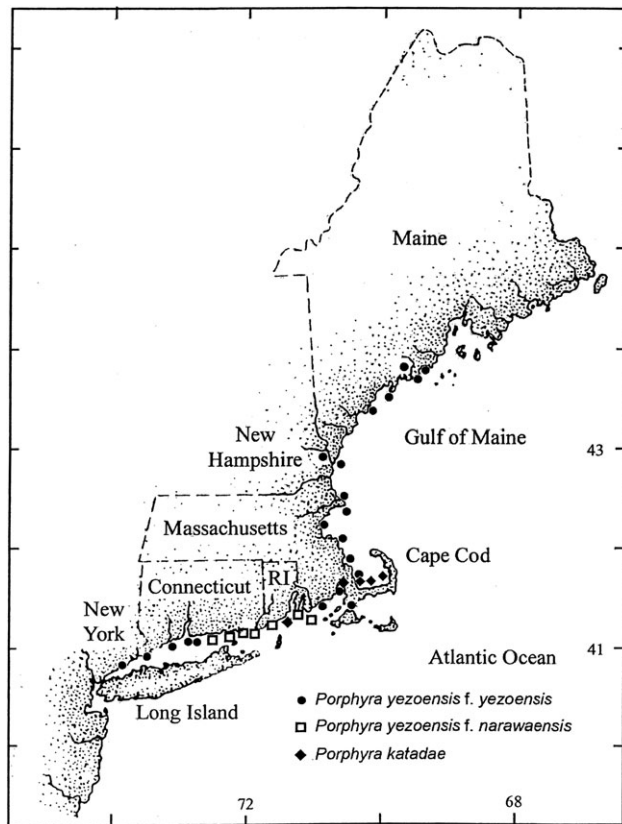 Maine
New
Hampshire
Gulf of Maine
43
Massachusetts
Cape Cod
Connecticut
RI
New
York
41
Atlantic Ocean
Long Island
Porphyra yezoensis f. yezoensis
Porphyra yezoensis f. narawaensis
Porphyra katadae
72
68